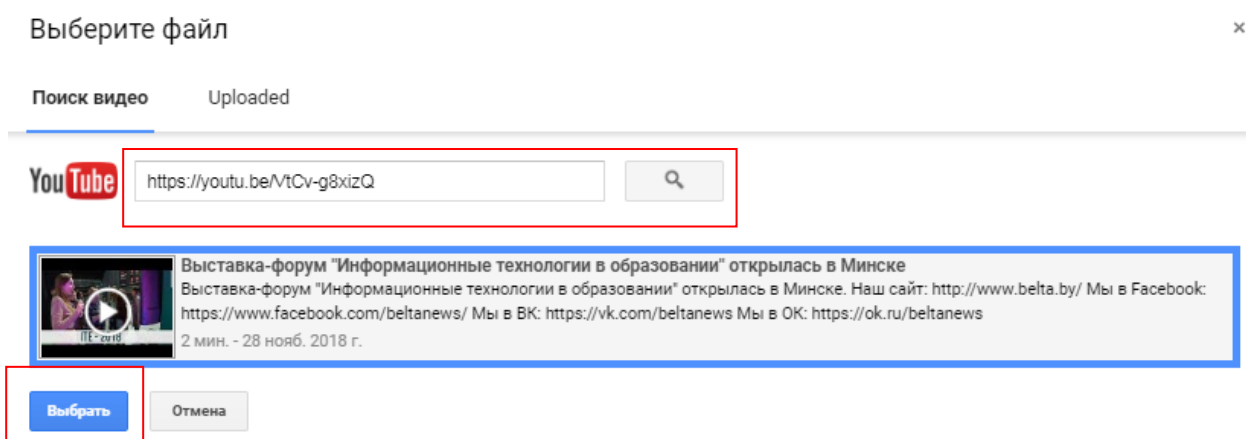 Выберите файл
×
Поиск видео Uploaded
YouTube https://youtu.be/VtCv-g8xizQ
Выставка-форум "Информационные технологии в образовании" открылась в Минске
Выставка-форум "Информационные технологии в образовании" открылась в Минске. Наш сайт: http://www.belta.by/ Мы в Facebook:
https://www.facebook.com/beltanews/ Мы в ВК: https://vk.com/beltanews Мы в ОК: https://ok.ru/beltanews
ITE-2018
2 мин. - 28 нояб. 2018 г.
Выбрать Отмена